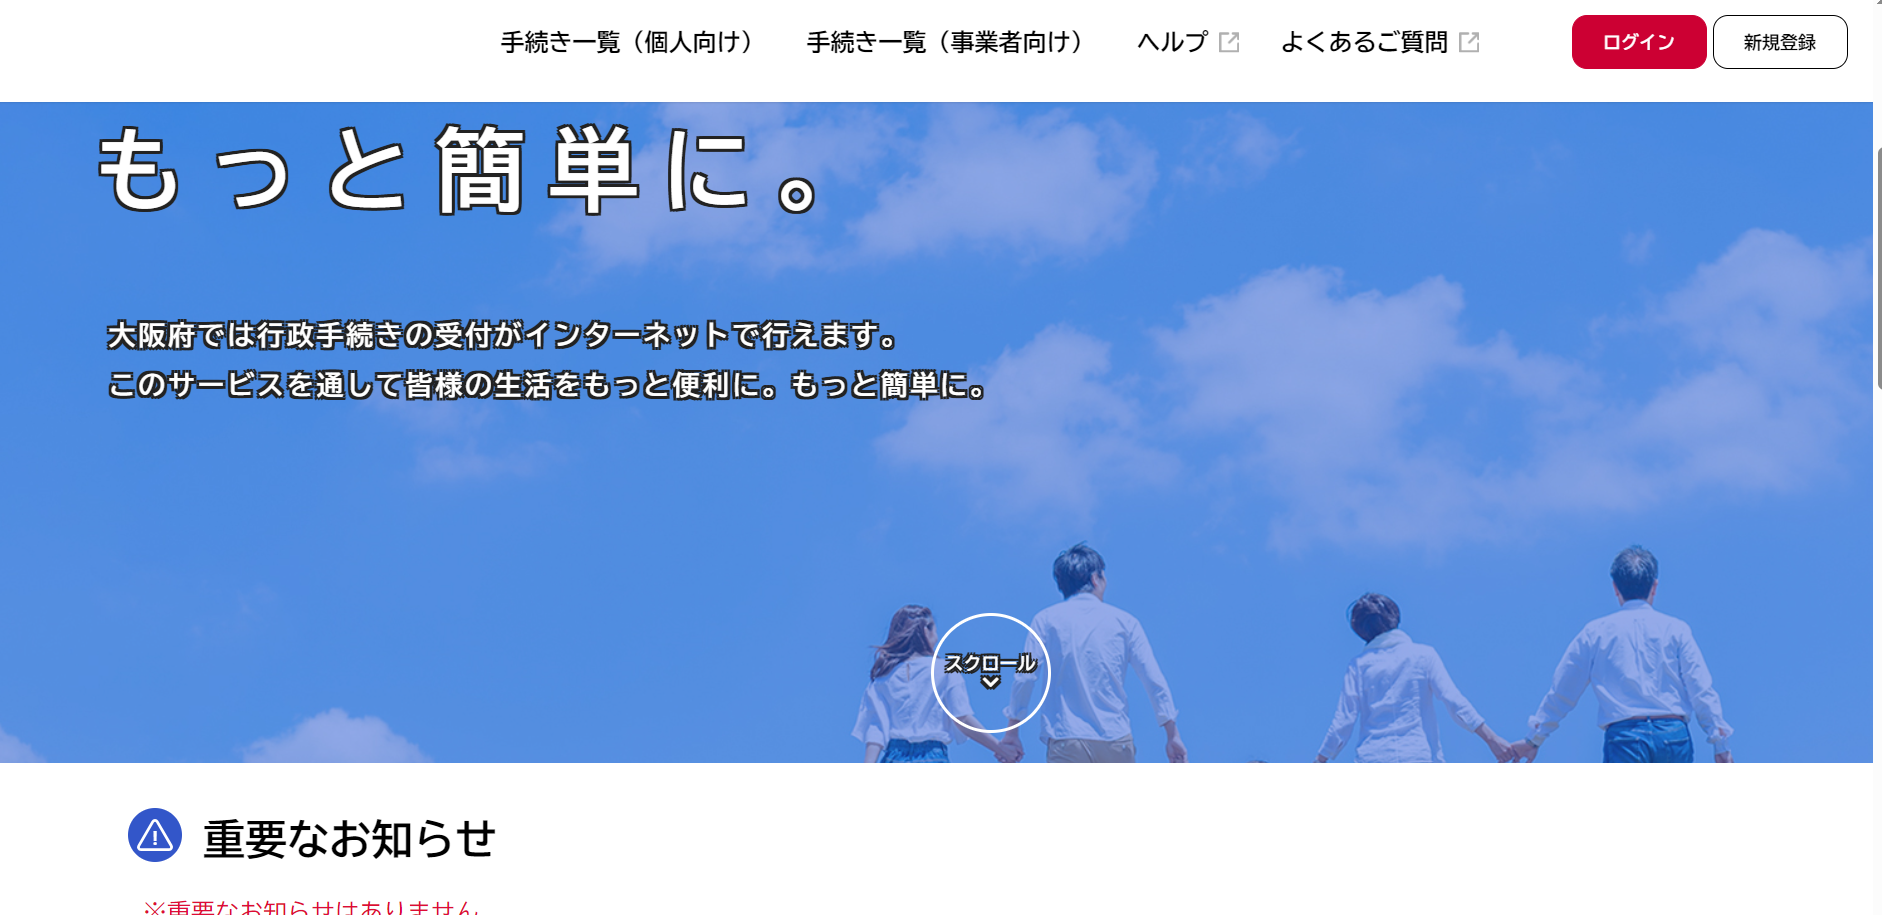 手続き一覧（個人向け）
手続き一覧（事業者向け）
ヘルプ
よくあるご質問
ログイン
新規登録
もっと簡単に。
大阪府では行政手続きの受付がインターネットで行えます。
このサービスを通して皆様の生活をもっと便利に。もっと簡単に。
スクロール
重要なお知らせ
※重要なお知らせはありません